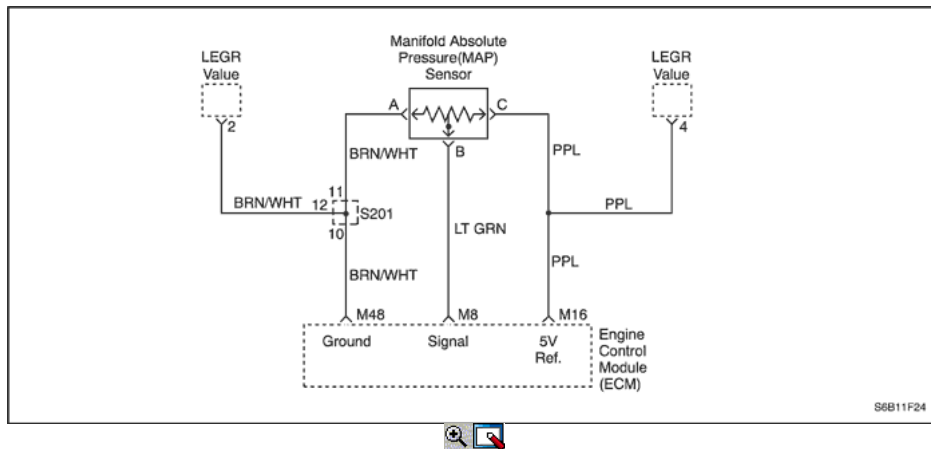 Manifold Absolute
Pressure(MAP)
Sensor
LEGR
Value
LEGR
Value
A
C
2
B
4
BRN/WHT
PPL
BRN/WHT
11
12
S201
10
PPL
LT GRN
BRN/WHT
PPL
M48
M8
M16
Ground
Signal
5V
Ref.
Engine
Control
Module
(ECM)
S6B11F24